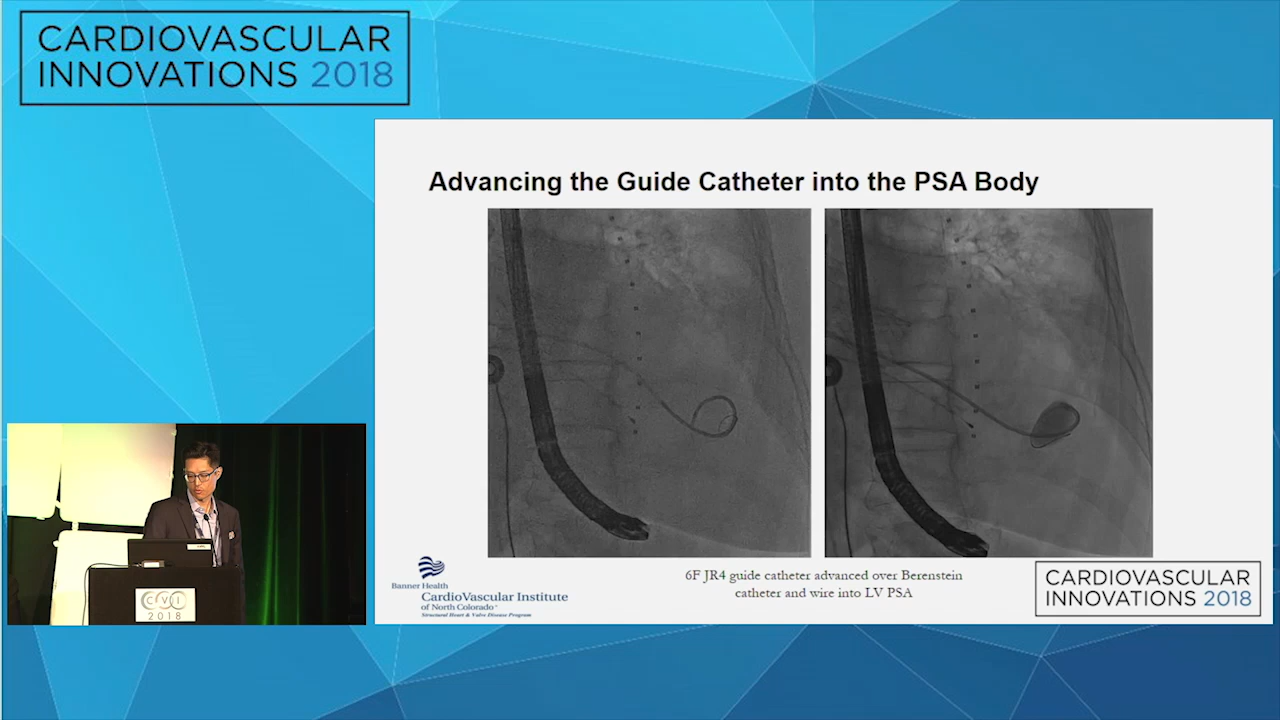 CARDIOVASCULAR
INNOVATIONS 2018
Advancing the Guide Catheter into the PSA Body
6F JR4 guide catheter advanced over Berenstein
catheter and wire into LV PSA
Banner Health
CardioVascular Institute
of North Colorado
Structural Heart & Valve Disease Program
CARDIOVASCULAR
INNOVATIONS 2018
CVI
2018